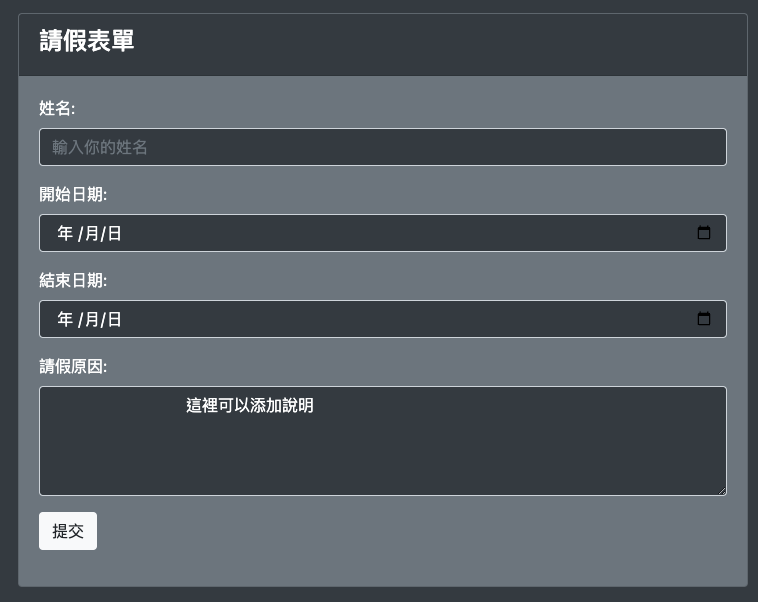 請假表單
姓名:
輸入你的姓名
開始日期:
年 /月/日
結束日期:
年 /月/日
請假原因:
這裡可以添加說明
提交